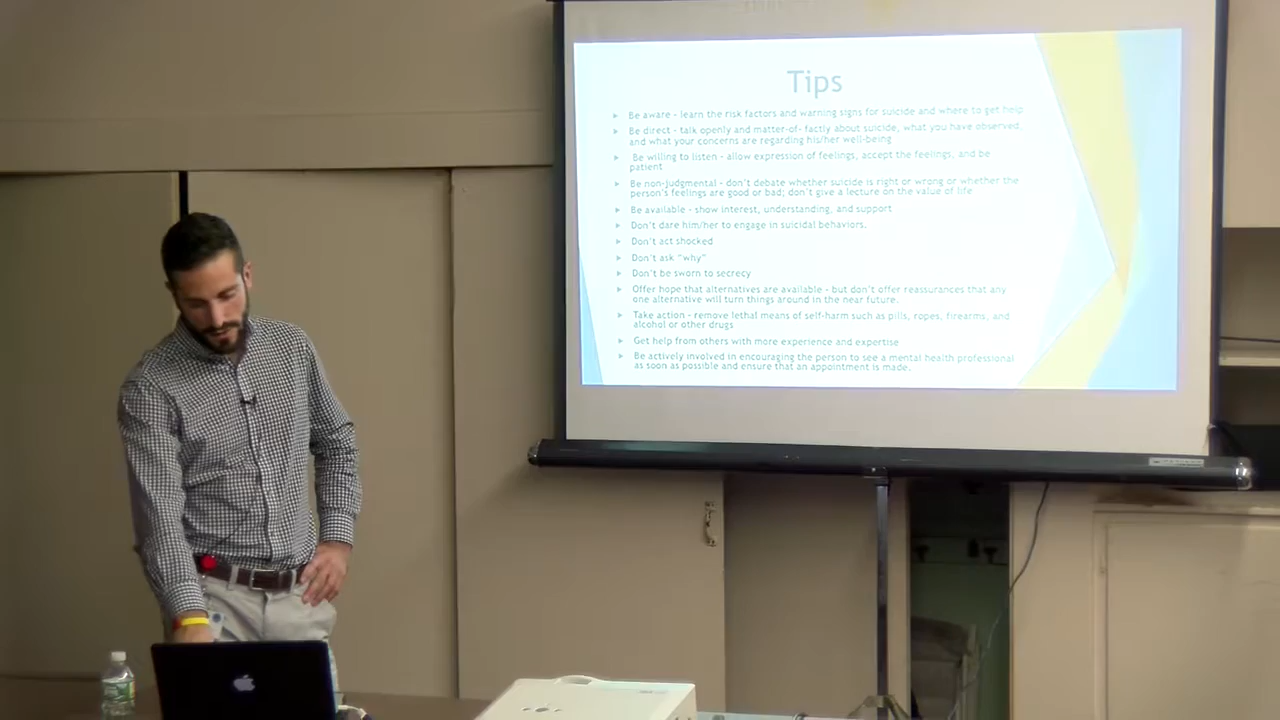 Tips
Be aware - learn the risk factors and warning signs for suicide and where to get help
Be direct - talk openly and matter-of- factly about suicide, what you have observed,
and what your concerns are regarding his/her well-being
Be willing to listen - allow expression of feelings, accept the feelings, and be
patient
Be non-judgmental - don't debate whether suicide is right or wrong or whether the
person's feelings are good or bad; don't give a lecture on the value of life
Be available - show interest, understanding, and support
Don't dare him/her to engage in suicidal behaviors.
Don't act shocked
Don't ask "why"
Don't be sworn to secrecy
Offer hope that alternatives are available - but don't offer reassurances that any
one alternative will turn things around in the near future.
Take action - remove lethal means of self-harm such as pills, ropes, firearms, and
alcohol or other drugs
Get help from others with more experience and expertise
Be actively involved in encouraging the person to see a mental health professional
as soon as possible and ensure that an appointment is made.